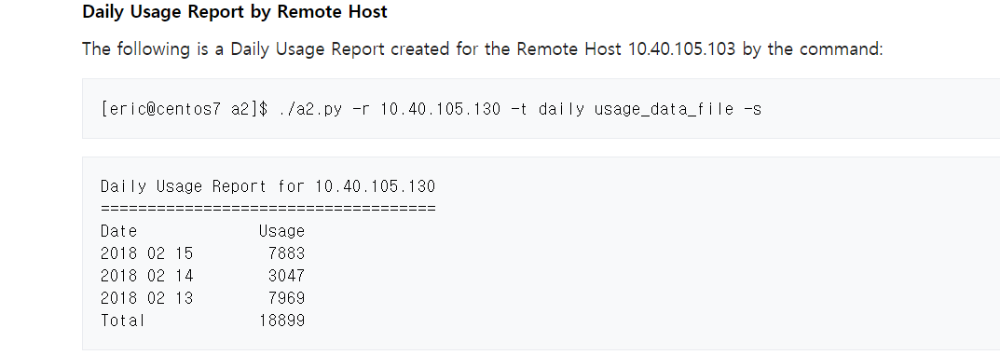 Daily Usage Report by Remote Host
The following is a Daily Usage Report created for the Remote Host 10.40.105.103 by the command:
[eric@centos7 a2]$ ./a2.py -r 10.40.105.130 -t daily usage_data_file -s
Daily Usage Report for 10.40.105.130
====================================
Date                 Usage
2018 02 15        7883
2018 02 14        3047
2018 02 13        7969
Total            18899